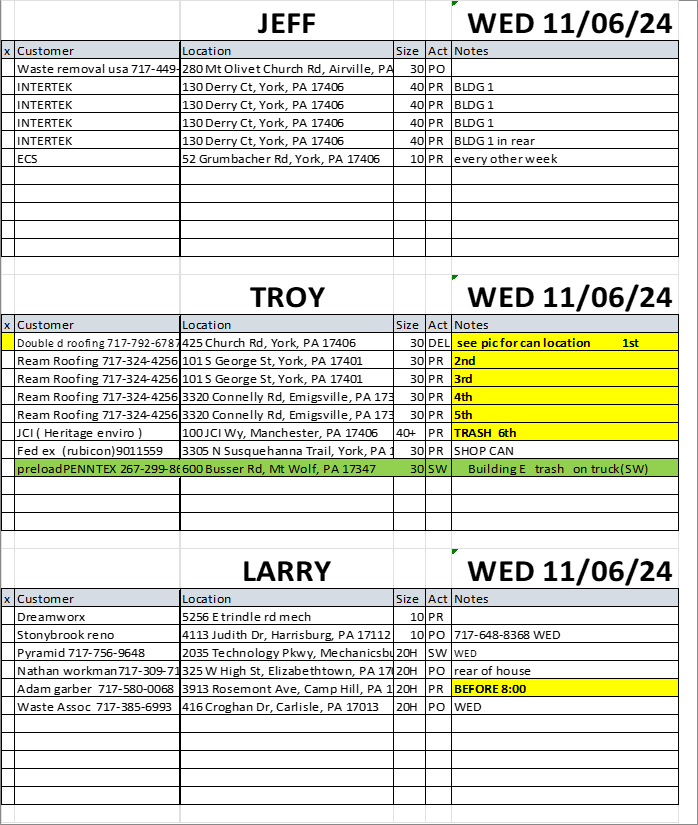 JEFF WED 11/06/24
x Customer Location Size Act Notes
Waste removal usa 717-449- 280 Mt Olivet Church Rd, Airville, PA 30 PO
INTERTEK 130 Derry Ct, York, PA 17406 40 PR BLDG 1
INTERTEK 130 Derry Ct, York, PA 17406 40 PR BLDG 1
INTERTEK 130 Derry Ct, York, PA 17406 40 PR BLDG 1
INTERTEK 130 Derry Ct, York, PA 17406 40 PR BLDG 1 in rear
ECS 52 Grumbacher Rd, York, PA 17406 10 PR every other week
TROY WED 11/06/24
x Customer Location Size Act Notes
Double d roofing 717-792-6787 425 Church Rd, York, PA 17406 30 DEL see pic for can location 1st
Ream Roofing 717-324-4256 101 S George St, York, PA 17401 30 PR 2nd
Ream Roofing 717-324-4256 101 S George St, York, PA 17401 30 PR 3rd
Ream Roofing 717-324-4256 3320 Connelly Rd, Emigsville, PA 173 30 PR 4th
Ream Roofing 717-324-4256 3320 Connelly Rd, Emigsville, PA 173 30 PR 5th
JCI ( Heritage enviro ) 100 JCI Wy, Manchester, PA 17406 40+ PR TRASH 6th
Fed ex (rubicon)9011559 3305 N Susquehanna Trail, York, PA 1 30 PR SHOP CAN
preloadPENNTEX 267-299-86 600 Busser Rd, Mt Wolf, PA 17347 30 SW Building E trash on truck(SW)
LARRY WED 11/06/24
x Customer Location Size Act Notes
Dreamworx 5256 E trindle rd mech 10 PR
Stonybrook reno 4113 Judith Dr, Harrisburg, PA 17112 10 PO 717-648-8368 WED
Pyramid 717-756-9648 2035 Technology Pkwy, Mechanicsbu 20H SW WED
Nathan workman717-309-71 325 W High St, Elizabethtown, PA 170 20H PO rear of house
Adam garber 717-580-0068 3913 Rosemont Ave, Camp Hill, PA 1 20H PR BEFORE 8:00
Waste Assoc 717-385-6993 416 Croghan Dr, Carlisle, PA 17013 20H PO WED